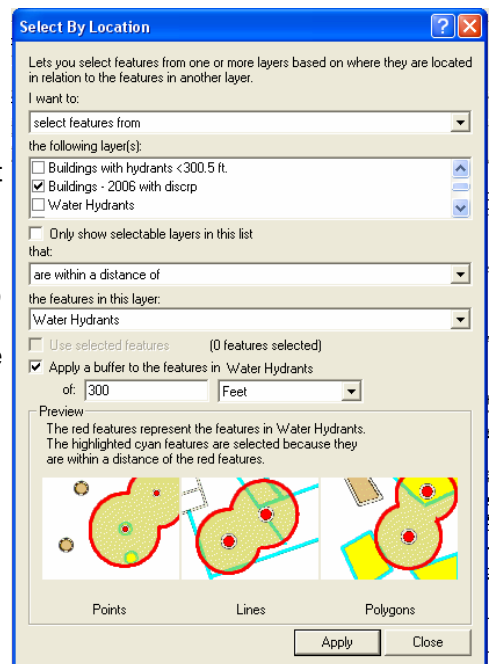 Select By Location
Lets you select features from one or more layers based on where they are located
in relation to the features in another layer.
I want to:
select features from
the following layer(s):
Buildings with hydrants <300.5 ft.
Buildings - 2006 with discrp
Water Hydrants
Only show selectable layers in this list
that:
are within a distance of
the features in this layer:
Water Hydrants
Use selected features (0 features selected)
Apply a buffer to the features in Water Hydrants
of: 300 Feet
Preview
The red features represent the features in Water Hydrants.
The highlighted cyan features are selected because they
are within a distance of the red features.
Points Lines Polygons
Apply Close